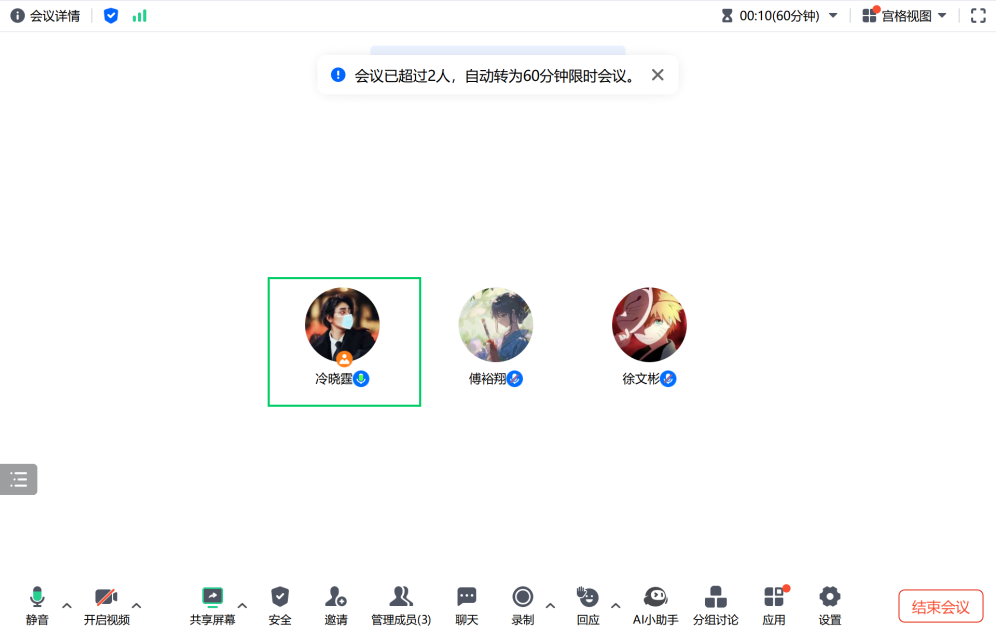 会议详情
00:10(60分钟)
宫格视图
会议已超过2人，自动转为60分钟限时会议。
冷晓霆
傅裕翔
徐文彬
静音
开启视频
共享屏幕
安全
邀请
管理成员(3)
聊天
录制
回应
AI小助手
分组讨论
应用
设置
结束会议